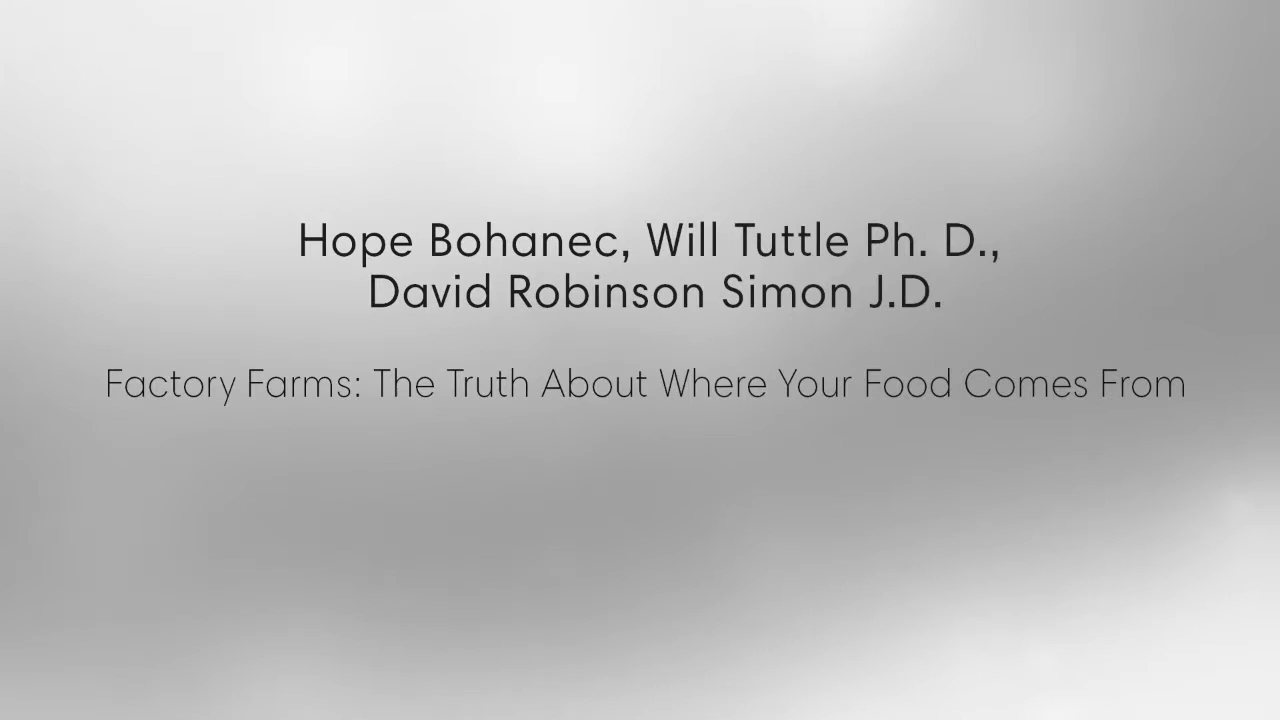 Hope Bohanec, Will Tuttle Ph. D.,
David Robinson Simon J.D.
Factory Farms: The Truth About Where Your Food Comes From